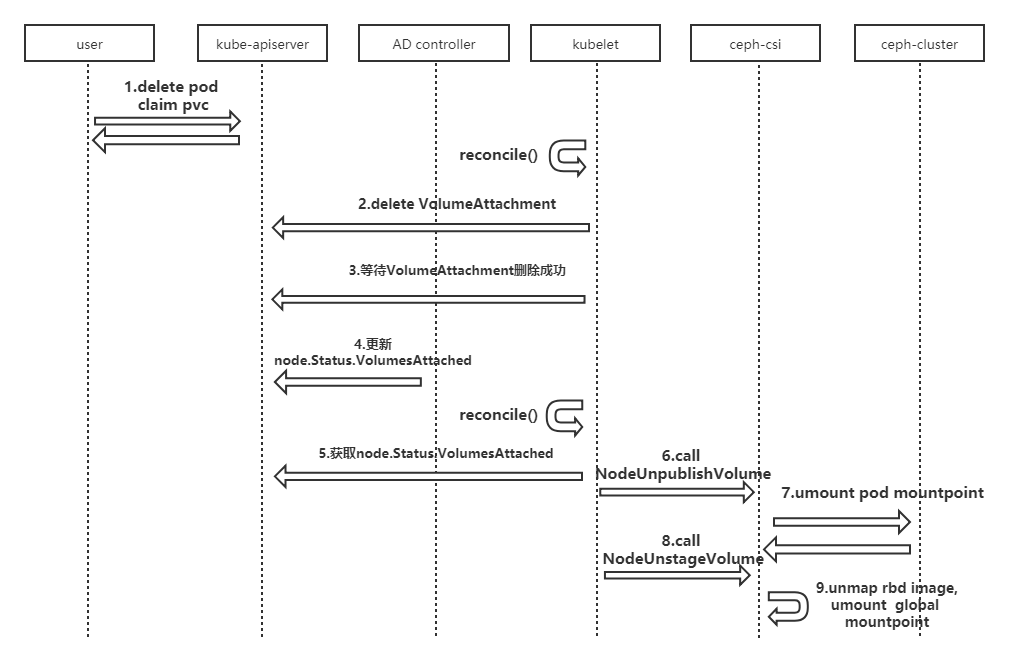 user
kube-apiserver
AD controller
kubelet
ceph-csi
ceph-cluster
1.delete pod
claim pvc
reconcile()
2.delete VolumeAttachment
3.等待VolumeAttachment删除成功
4.更新
node.Status.VolumesAttached
reconcile()
5.获取node.Status.VolumesAttached
6.call
NodeUnpublishVolume
7.umount pod mountpoint
8.call
NodeUnstageVolume
9.unmap rbd image,
umount global
mountpoint